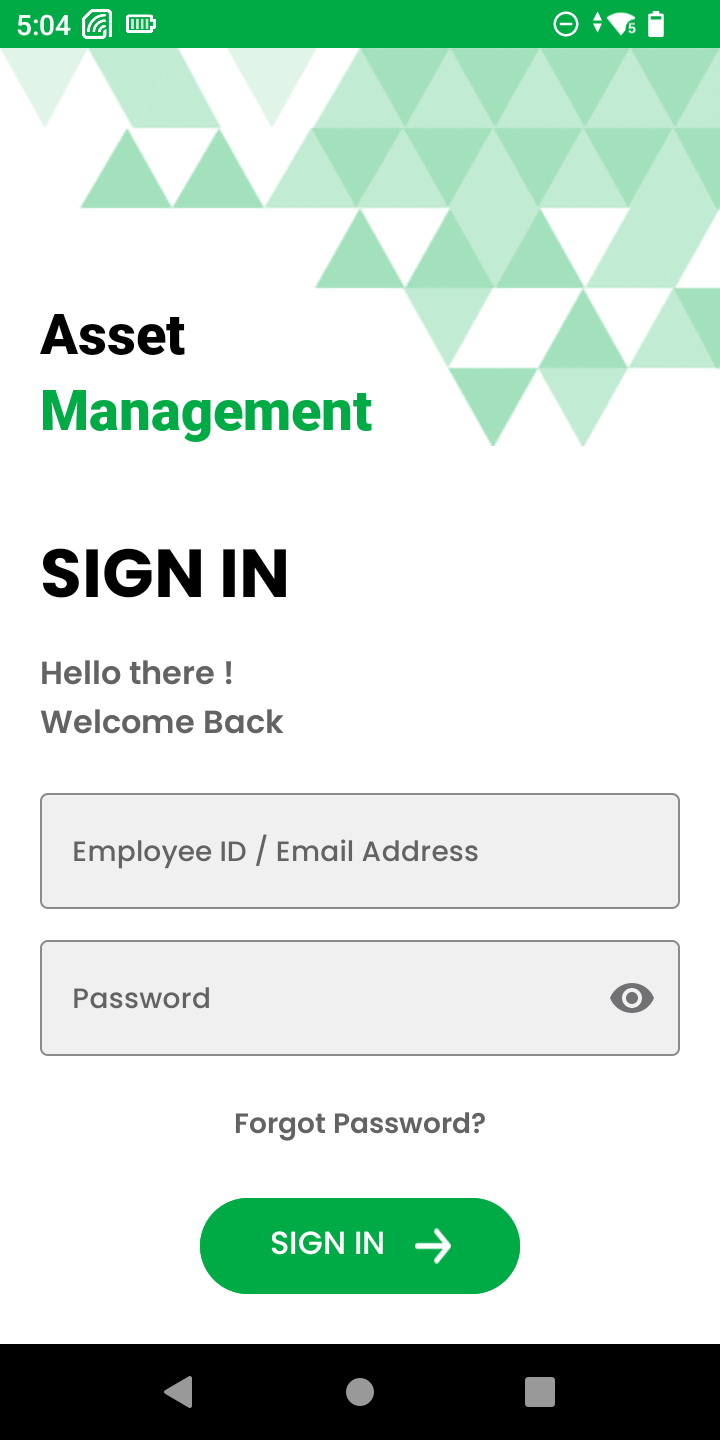 5:04
5
Asset
Management
SIGN IN
Hello there !
Welcome Back
Employee ID / Email Address
Password
Forgot Password?
SIGN IN